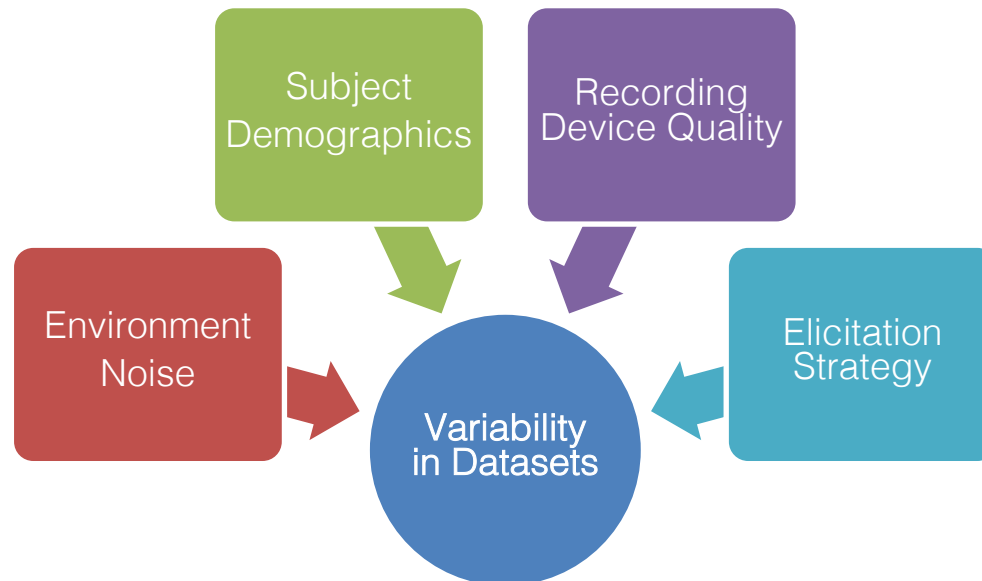 Subject
Demographics
Recording
Device Quality
Environment
Noise
Elicitation
Strategy
Variability
in Datasets